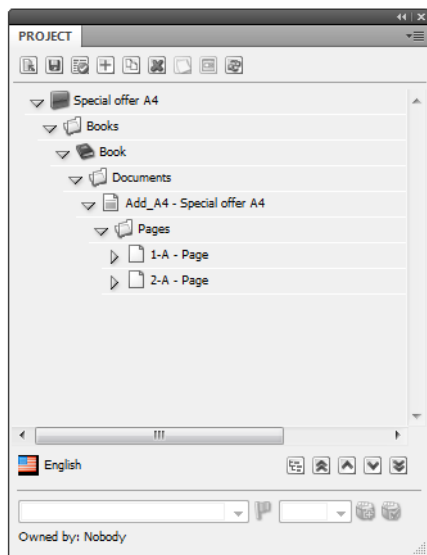 PROJECT
Special offer A4
Books
Book
Documents
Add_A4 - Special offer A4
Pages
1-A - Page
2-A - Page
English
Owned by: Nobody